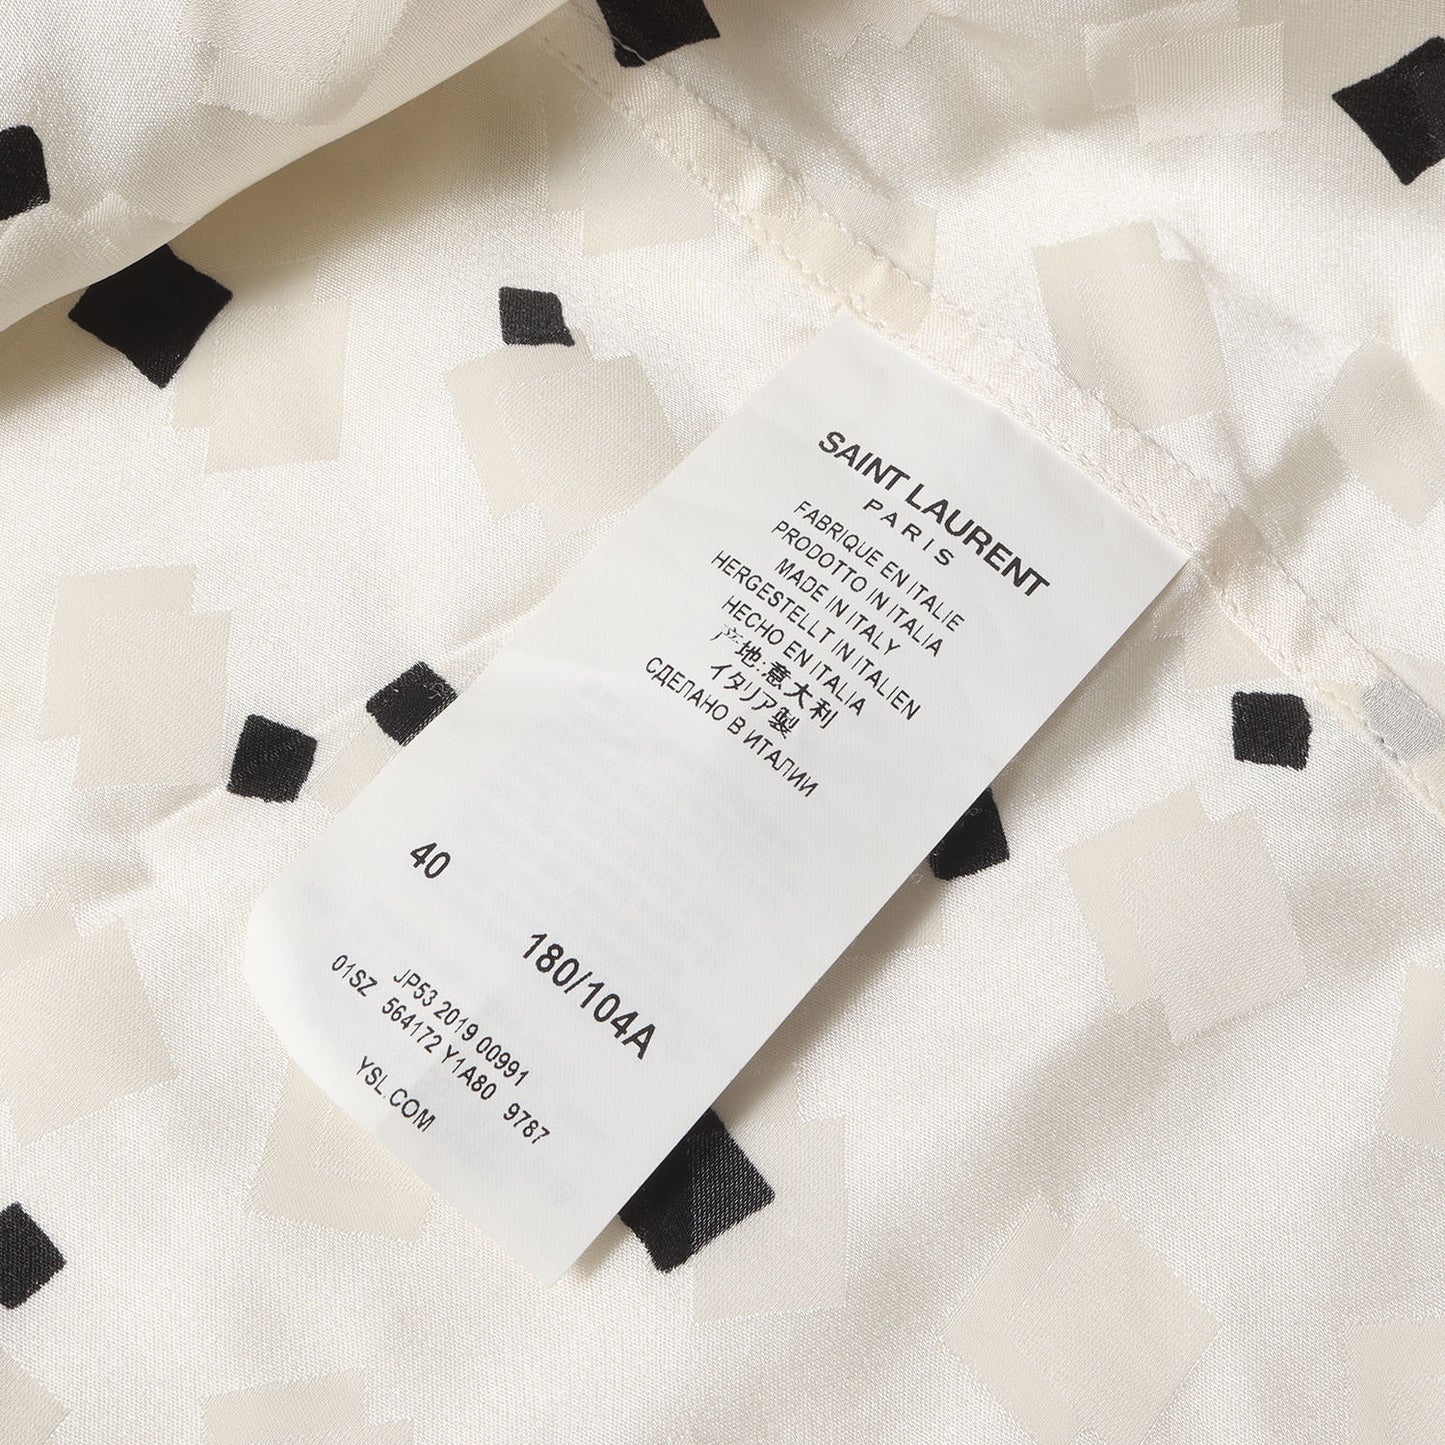 SAINT LAURENT
PARIS
FABRIQUE EN ITALIE
PRODOTTO IN ITALIA
MADE IN ITALY
HERGESTELLT IN ITALIEN
HECHO EN ITALIA
产地:意大利
イタリア製
СДЕЛАНО В ИТАЛИИ
40
180/104A
JP53 2019 00991
01SZ 564172 Y1A80 9787
YSL.COM